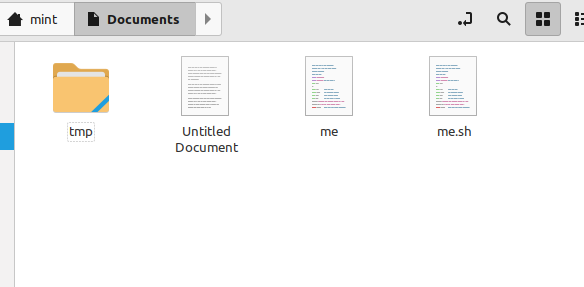 mint
Documents
tmp
Untitled
Document
me
me.sh